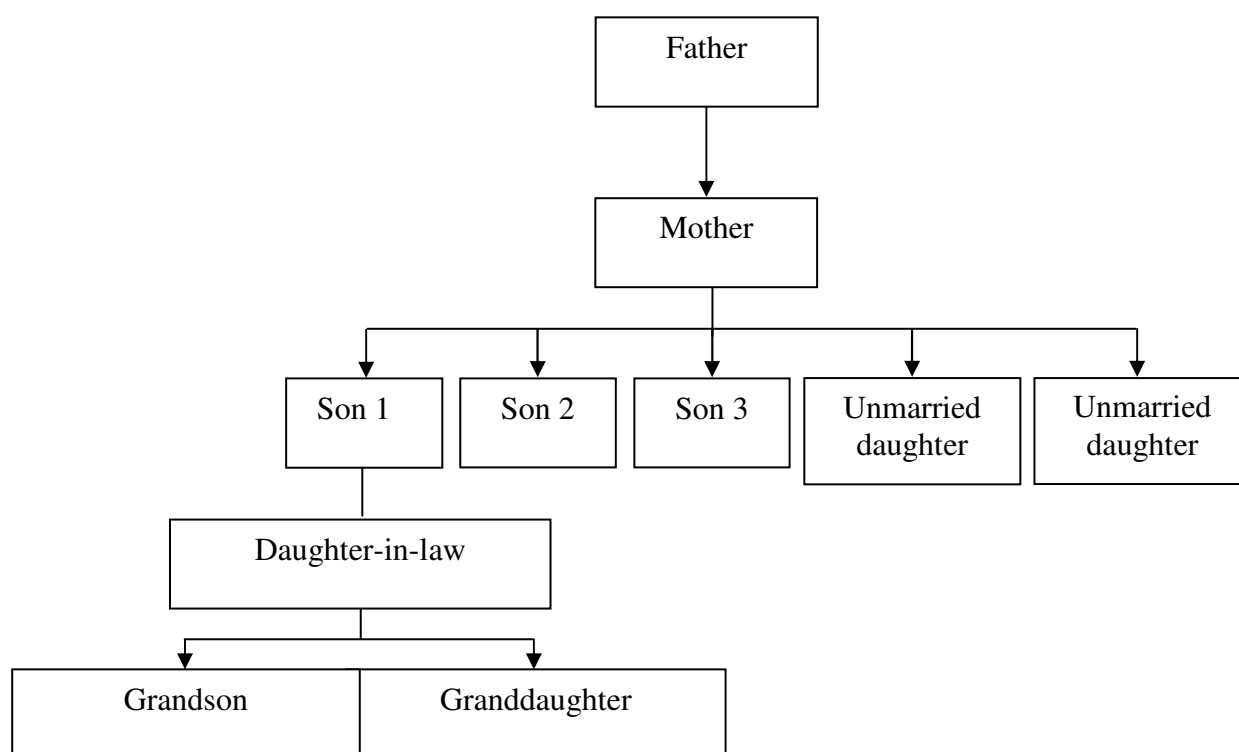 Father
Mother
Son 1
Son 2
Son 3
Unmarried
daughter
Unmarried
daughter
Daughter-in-law
Grandson
Granddaughter